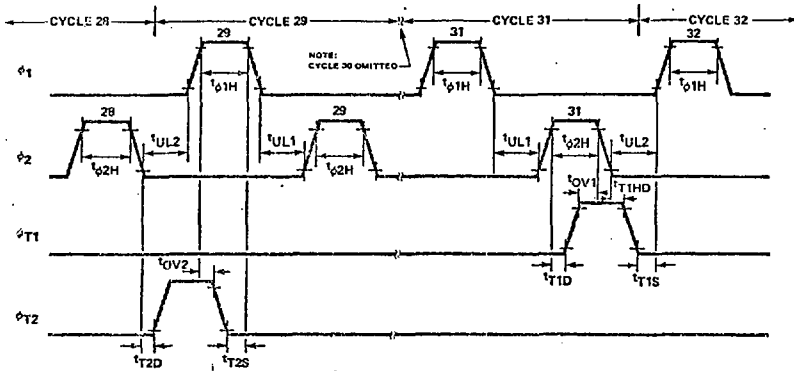 CYCLE 28 CYCLE 29 CYCLE 31 CYCLE 32
29 31 32
NOTE:
CYCLE 30 OMITTED
ϕ1
tϕ1H tϕ1H tϕ1H
28 29 31
tUL2 tUL1 tUL1 tUL2
ϕ2
tϕ2H tϕ2H tϕ2H
tOV1 tT1HD
ϕT1
tOV2 tT1D tT1S
ϕT2
tT2D tT2S